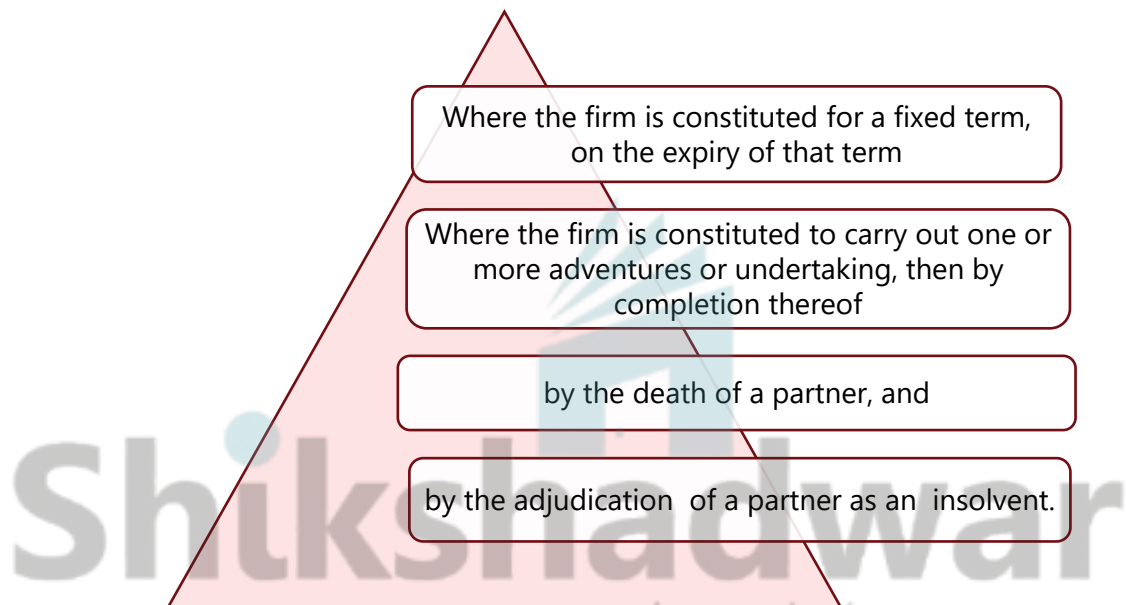 Where the firm is constituted for a fixed term,
on the expiry of that term
Where the firm is constituted to carry out one or
more adventures or undertaking, then by
completion thereof
by the death of a partner, and
by the adjudication of a partner as an insolvent.
Shikshadwar